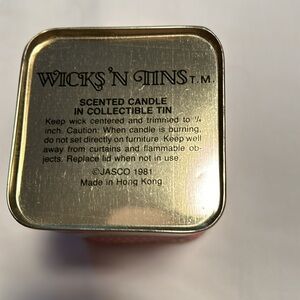 WICKS 'N TINS T.M.
SCENTED CANDLE
IN COLLECTIBLE TIN
Keep wick centered and trimmed to ¼
inch. Caution: When candle is burning,
do not set directly on furniture. Keep well
away from curtains and flammable ob-
jects. Replace lid when not in use.
©JASCO 1981
Made in Hong Kong